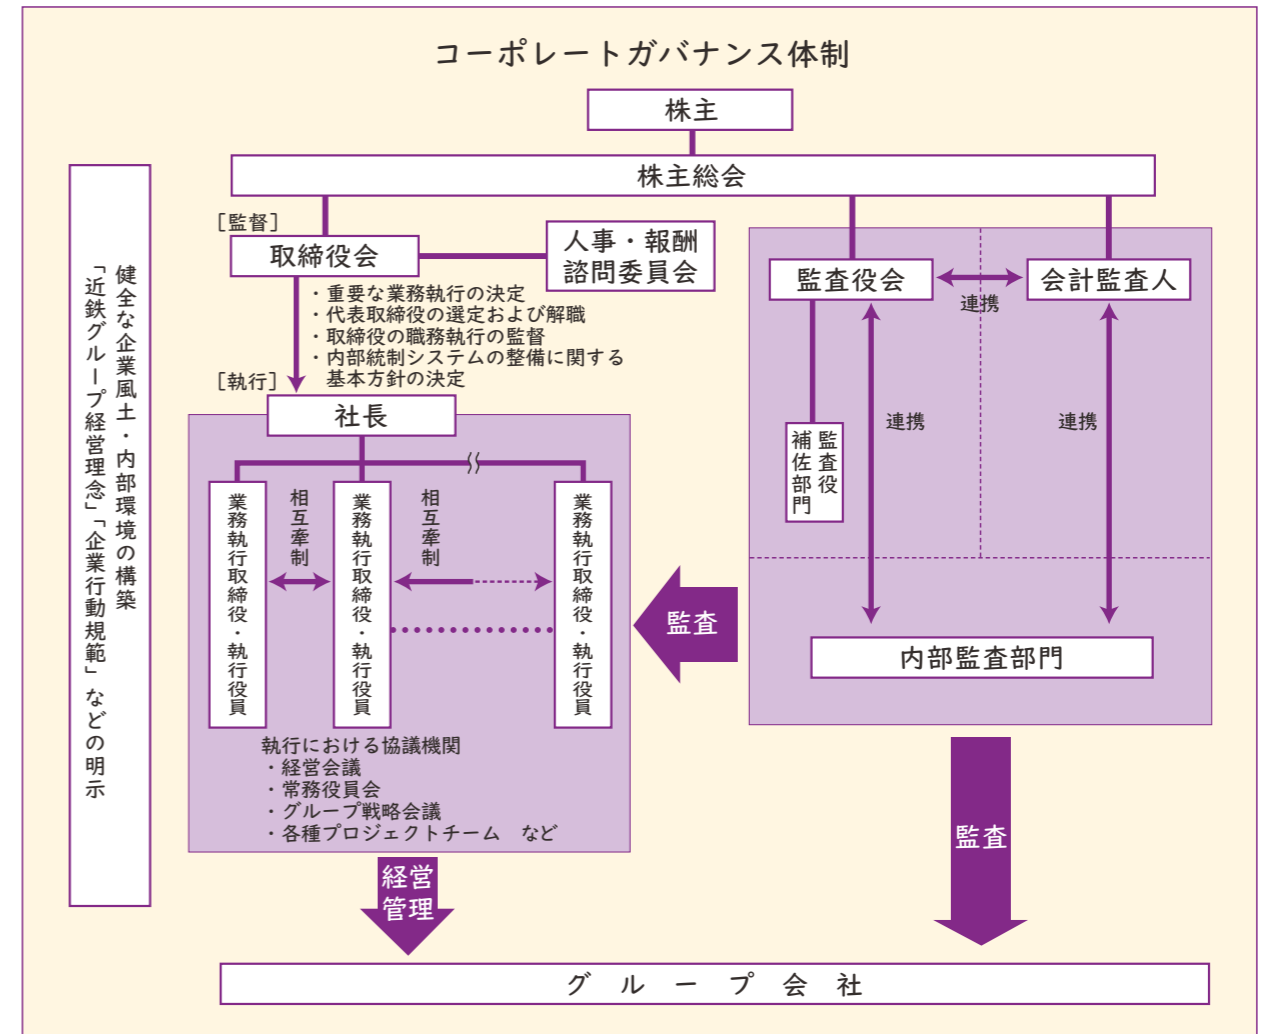 コーポレートガバナンス体制
株主
株主総会
健全な企業風土・内部環境の構築
「近鉄グループ経営理念」「企業行動規範」などの明示
［監督］
取締役会
人事・報酬
諮問委員会
・重要な業務執行の決定
・代表取締役の選定および解職
・取締役の職務執行の監督
・内部統制システムの整備に関する
基本方針の決定
［執行］
社長
業務執行取締役・執行役員
相互牽制
業務執行取締役・執行役員
相互牽制
業務執行取締役・執行役員
執行における協議機関
・経営会議
・常務役員会
・グループ戦略会議
・各種プロジェクトチーム　など
監査役会
連携
会計監査人
監査役
補佐部門
連携
連携
内部監査部門
監査
監査
経営
管理
グループ会社